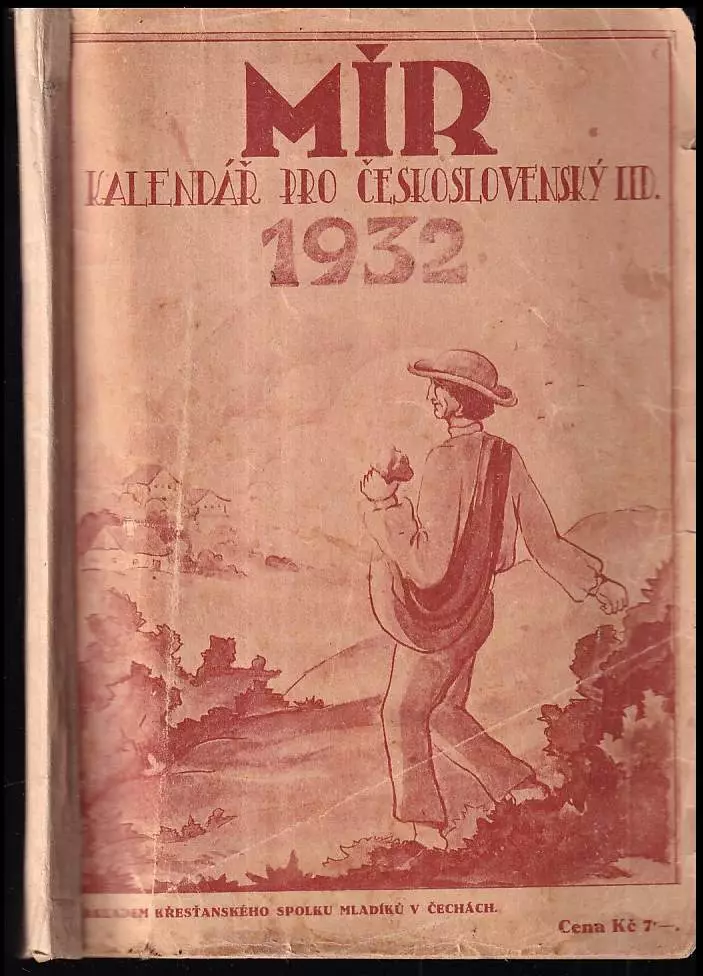 MÍR
KALENDÁŘ PRO ČESKOSLOVENSKÝ LID.
1932
KŘESŤANSKÉHO SPOLKU MLADÍKŮ V ČECHÁCH.
Cena Kč 7·—.